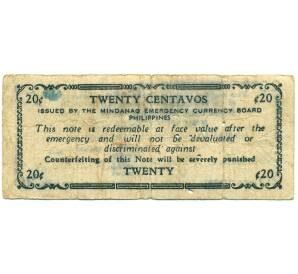 20¢ TWENTY CENTAVOS ¢20
ISSUED BY THE MINDANAO EMERGENCY CURRENCY BOARD
PHILIPPINES
This note is redeemable at face value after the
emergency and will not be devaluated or
discriminated against
Counterfeiting of this Note will be severely punished
20¢ TWENTY ¢20